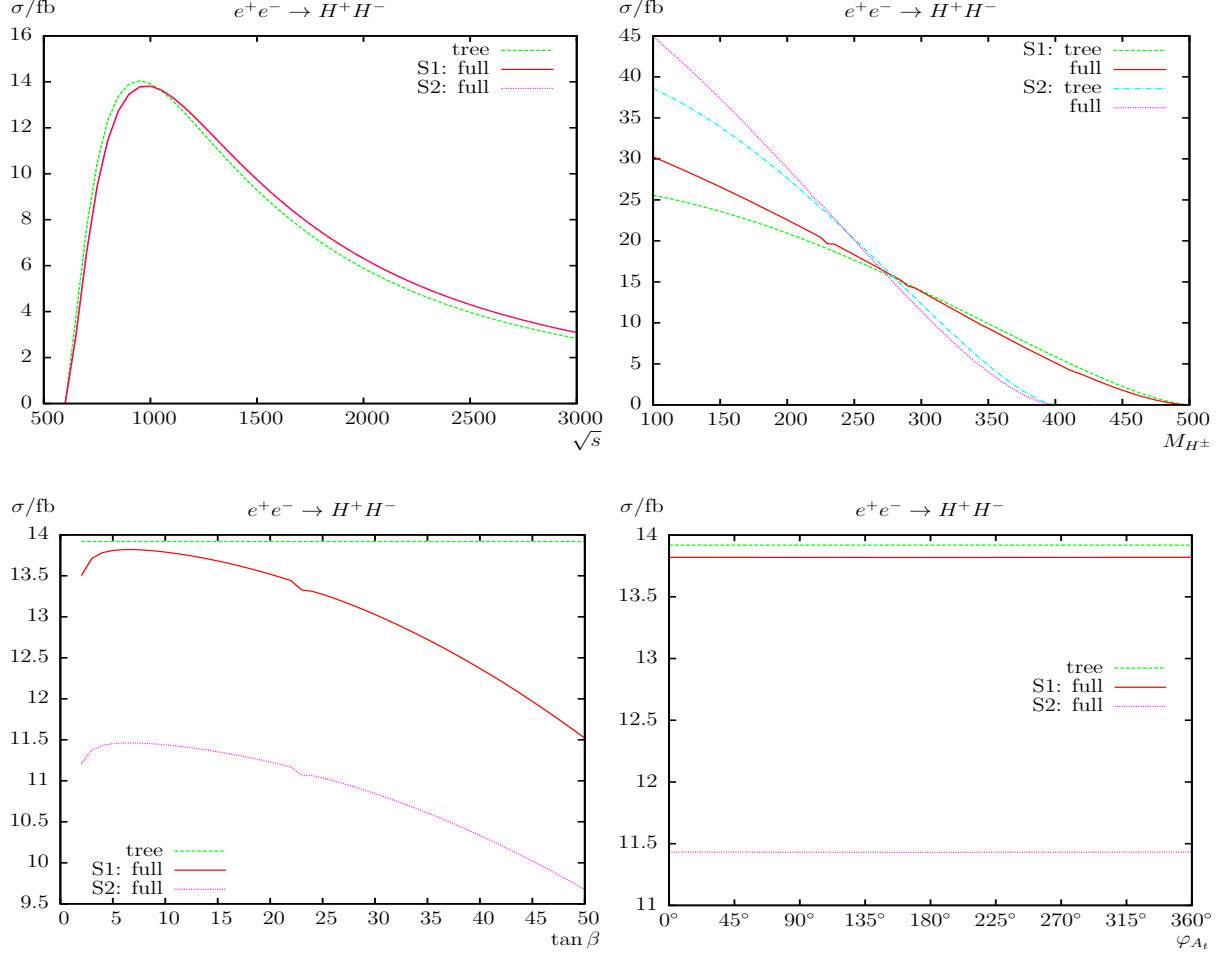 σ/fb
e⁺e⁻ → H⁺H⁻
16
14
12
10
8
6
4
2
0
tree
S1: full
S2: full
500 1000 1500 2000 2500 3000
√s
σ/fb
e⁺e⁻ → H⁺H⁻
45
40
35
30
25
20
15
10
5
0
S1: tree
full
S2: tree
full
100 150 200 250 300 350 400 450 500
M_{H^±}
σ/fb
e⁺e⁻ → H⁺H⁻
14
13.5
13
12.5
12
11.5
11
10.5
10
9.5
tree
S1: full
S2: full
0 5 10 15 20 25 30 35 40 45 50
tan β
σ/fb
e⁺e⁻ → H⁺H⁻
14
13.5
13
12.5
12
11.5
11
tree
S1: full
S2: full
0° 45° 90° 135° 180° 225° 270° 315° 360°
φ_{A_t}